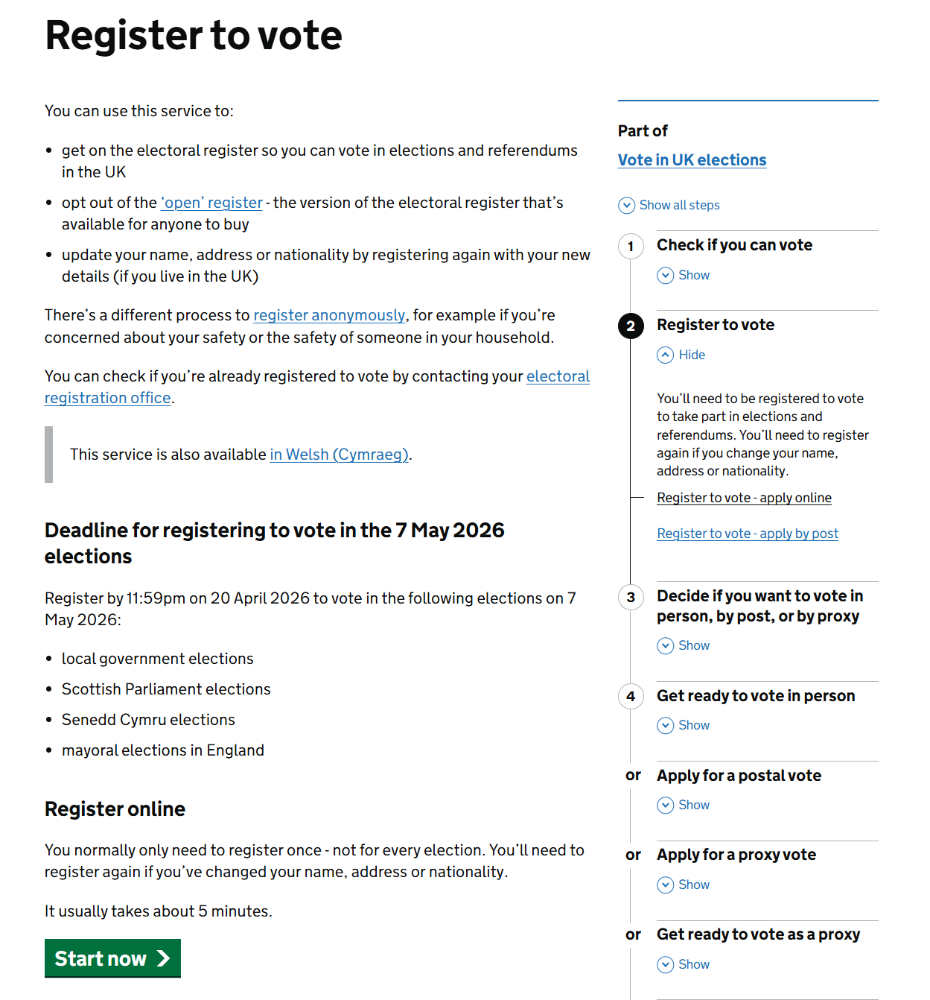 Register to vote
You can use this service to:
get on the electoral register so you can vote in elections and referendums
in the UK
opt out of the ‘open’ register - the version of the electoral register that’s
available for anyone to buy
update your name, address or nationality by registering again with your new
details (if you live in the UK)
There’s a different process to register anonymously, for example if you’re
concerned about your safety or the safety of someone in your household.
You can check if you’re already registered to vote by contacting your electoral
registration office.
This service is also available in Welsh (Cymraeg).
Deadline for registering to vote in the 7 May 2026
elections
Register by 11:59pm on 20 April 2026 to vote in the following elections on 7
May 2026:
local government elections
Scottish Parliament elections
Senedd Cymru elections
mayoral elections in England
Register online
You normally only need to register once - not for every election. You’ll need to
register again if you’ve changed your name, address or nationality.
It usually takes about 5 minutes.
Start now
Part of
Vote in UK elections
Show all steps
1 Check if you can vote
Show
2 Register to vote
Hide
You’ll need to be registered to vote
to take part in elections and
referendums. You’ll need to register
again if you change your name,
address or nationality.
Register to vote - apply online
Register to vote - apply by post
3 Decide if you want to vote in
person, by post, or by proxy
Show
4 Get ready to vote in person
Show
or Apply for a postal vote
Show
or Apply for a proxy vote
Show
or Get ready to vote as a proxy
Show